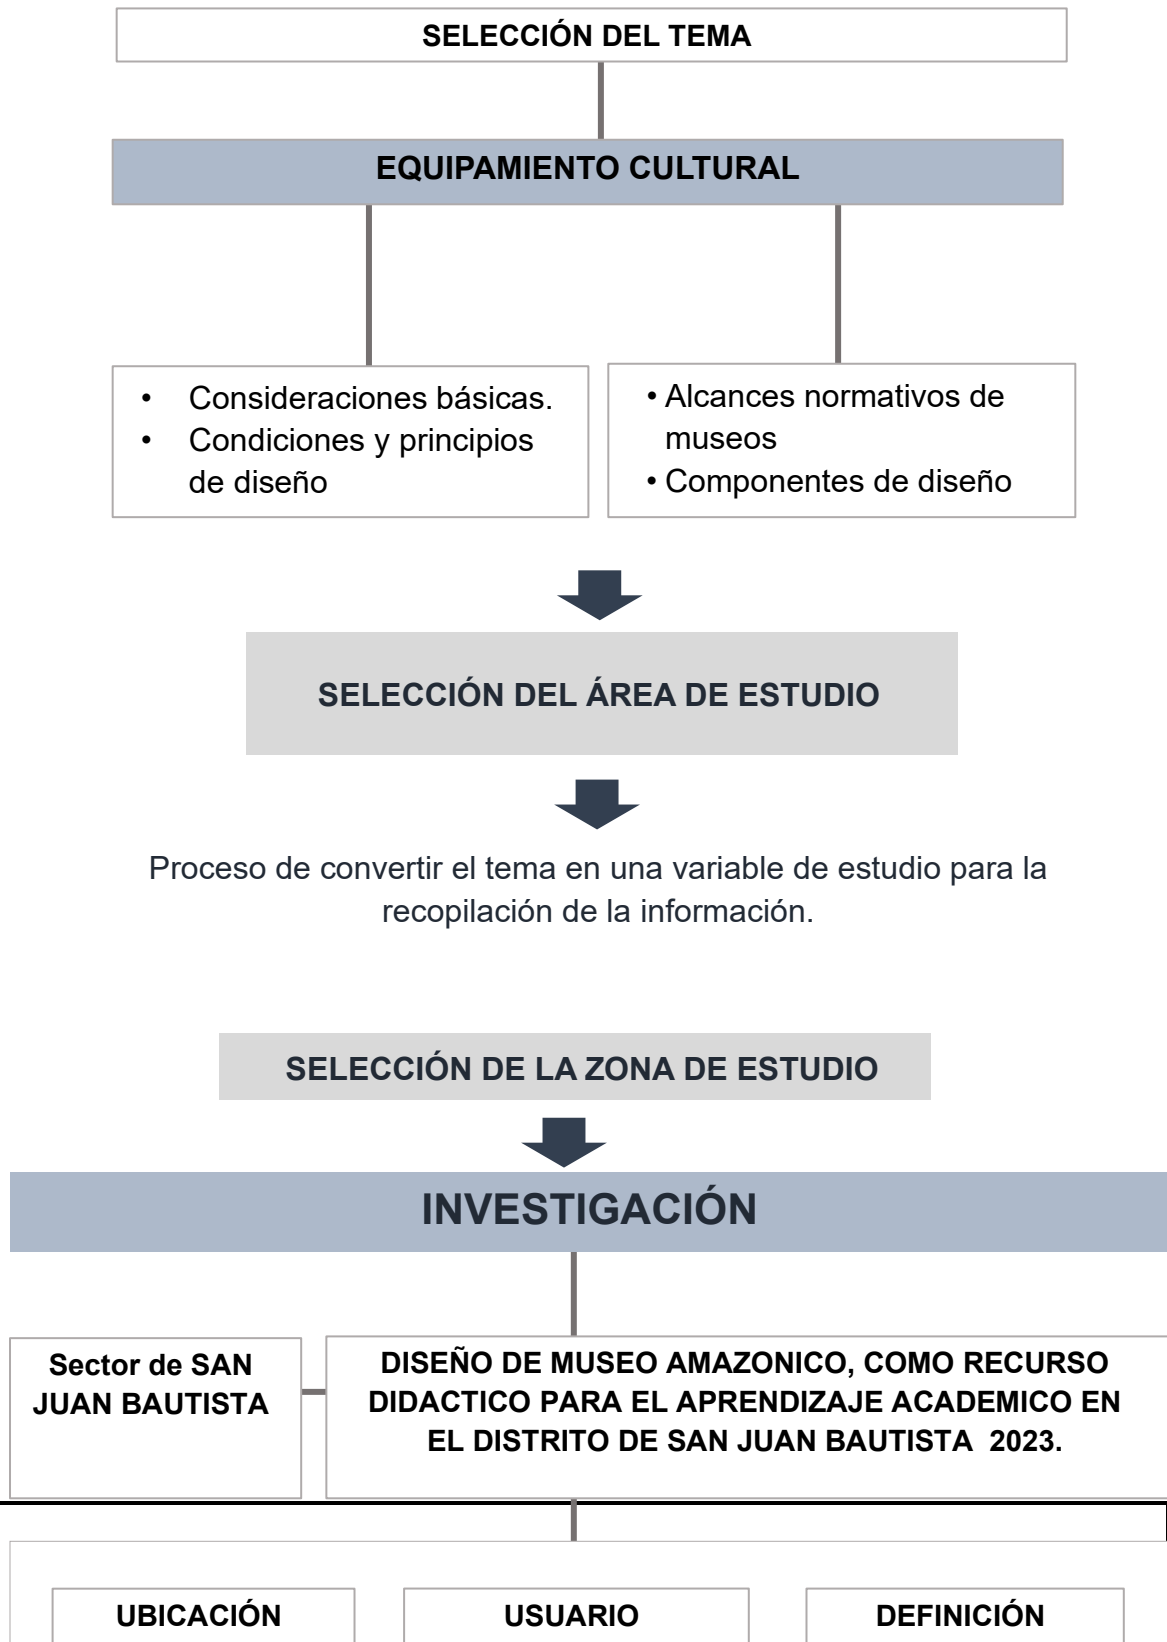 SELECCIÓN DEL TEMA
EQUIPAMIENTO CULTURAL
• Consideraciones básicas.
• Condiciones y principios
de diseño
• Alcances normativos de
museos
• Componentes de diseño
SELECCIÓN DEL ÁREA DE ESTUDIO
Proceso de convertir el tema en una variable de estudio para la
recopilación de la información.
SELECCIÓN DE LA ZONA DE ESTUDIO
INVESTIGACIÓN
Sector de SAN
JUAN BAUTISTA
DISEÑO DE MUSEO AMAZONICO, COMO RECURSO
DIDACTICO PARA EL APRENDIZAJE ACADEMICO EN
EL DISTRITO DE SAN JUAN BAUTISTA 2023.
UBICACIÓN
USUARIO
DEFINICIÓN